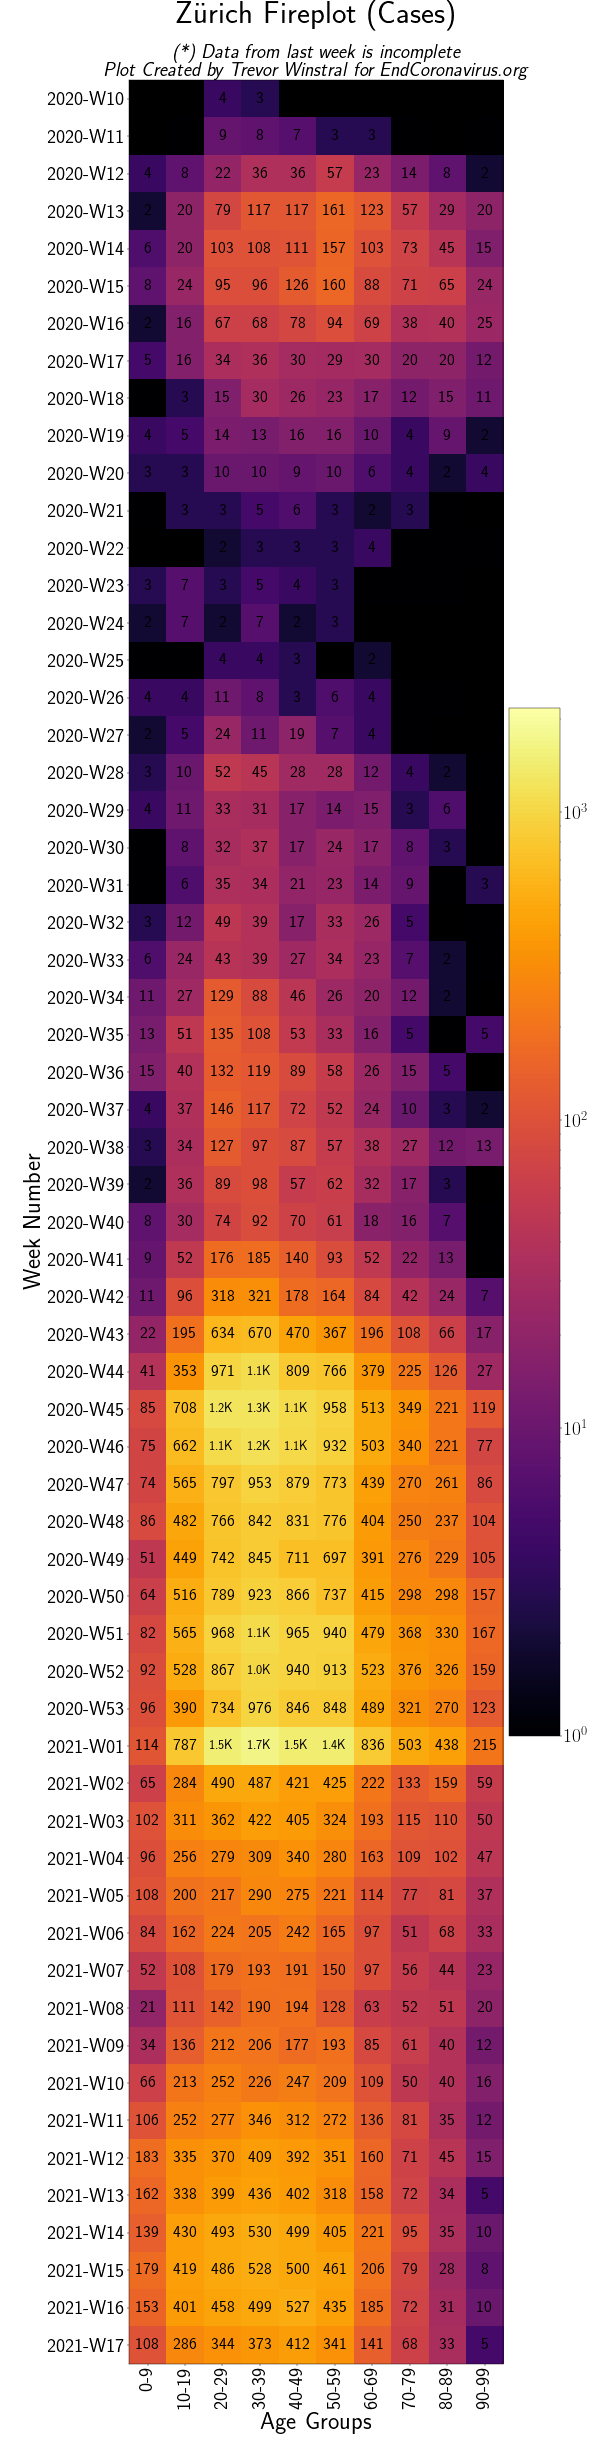 Zürich Fireplot (Cases)
(*) Data from last week is incomplete
Plot Created by Trevor Winstral for EndCoronavirus.org
2020-W10 4 3
2020-W11 9 8 7 3 3
2020-W12 4 8 22 36 36 57 23 14 8 2
2020-W13 2 20 79 117 117 161 123 57 29 20
2020-W14 6 20 103 108 111 157 103 73 45 15
2020-W15 8 24 95 96 126 160 88 71 65 24
2020-W16 2 16 67 68 78 94 69 38 40 25
2020-W17 5 16 34 36 30 29 30 20 20 12
2020-W18 3 15 30 26 23 17 12 15 11
2020-W19 4 5 14 13 16 16 10 4 9 2
2020-W20 3 3 10 10 9 10 6 4 2 4
2020-W21 3 3 5 6 3 2 3
2020-W22 2 3 3 3 4
2020-W23 3 7 3 5 4 3
2020-W24 2 7 2 7 2 3
2020-W25 4 4 3 2
2020-W26 4 4 11 8 3 6 4
2020-W27 2 5 24 11 19 7 4
2020-W28 3 10 52 45 28 28 12 4 2
2020-W29 4 11 33 31 17 14 15 3 6
2020-W30 8 32 37 17 24 17 8 3
2020-W31 6 35 34 21 23 14 9 3
2020-W32 3 12 49 39 17 33 26 5
2020-W33 6 24 43 39 27 34 23 7 2
2020-W34 11 27 129 88 46 26 20 12 2
2020-W35 13 51 135 108 53 33 16 5 5
2020-W36 15 40 132 119 89 58 26 15 5
2020-W37 4 37 146 117 72 52 24 10 3 2
2020-W38 3 34 127 97 87 57 38 27 12 13
2020-W39 2 36 89 98 57 62 32 17 3
2020-W40 8 30 74 92 70 61 18 16 7
2020-W41 9 52 176 185 140 93 52 22 13
2020-W42 11 96 318 321 178 164 84 42 24 7
2020-W43 22 195 634 670 470 367 196 108 66 17
2020-W44 41 353 971 1.1K 809 766 379 225 126 27
2020-W45 85 708 1.2K 1.3K 1.1K 958 513 349 221 119
2020-W46 75 662 1.1K 1.2K 1.1K 932 503 340 221 77
2020-W47 74 565 797 953 879 773 439 270 261 86
2020-W48 86 482 766 842 831 776 404 250 237 104
2020-W49 51 449 742 845 711 697 391 276 229 105
2020-W50 64 516 789 923 866 737 415 298 298 157
2020-W51 82 565 968 1.1K 965 940 479 368 330 167
2020-W52 92 528 867 1.0K 940 913 523 376 326 159
2020-W53 96 390 734 976 846 848 489 321 270 123
2021-W01 114 787 1.5K 1.7K 1.5K 1.4K 836 503 438 215
2021-W02 65 284 490 487 421 425 222 133 159 59
2021-W03 102 311 362 422 405 324 193 115 110 50
2021-W04 96 256 279 309 340 280 163 109 102 47
2021-W05 108 200 217 290 275 221 114 77 81 37
2021-W06 84 162 224 205 242 165 97 51 68 33
2021-W07 52 108 179 193 191 150 97 56 44 23
2021-W08 21 111 142 190 194 128 63 52 51 20
2021-W09 34 136 212 206 177 193 85 61 40 12
2021-W10 66 213 252 226 247 209 109 50 40 16
2021-W11 106 252 277 346 312 272 136 81 35 12
2021-W12 183 335 370 409 392 351 160 71 45 15
2021-W13 162 338 399 436 402 318 158 72 34 5
2021-W14 139 430 493 530 499 405 221 95 35 10
2021-W15 179 419 486 528 500 461 206 79 28 8
2021-W16 153 401 458 499 527 435 185 72 31 10
2021-W17 108 286 344 373 412 341 141 68 33 5
0-9 10-19 20-29 30-39 40-49 50-59 60-69 70-79 80-89 90-99
Age Groups
Week Number
10³
10²
10¹
10⁰